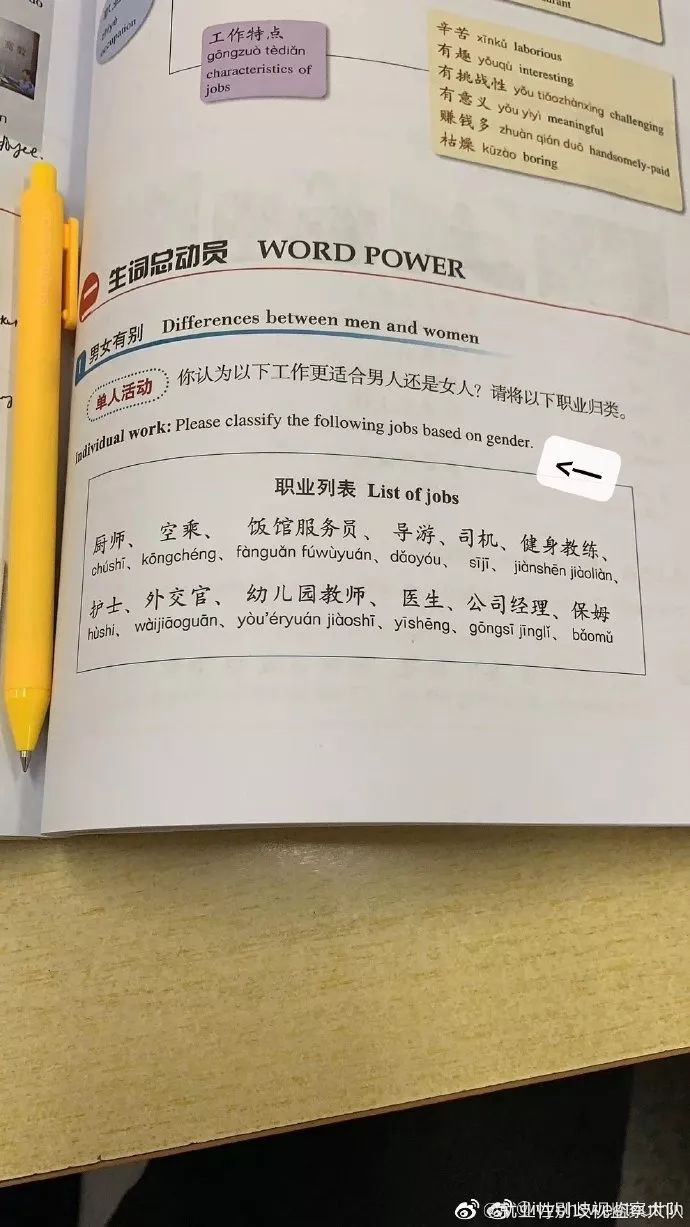 rant
occupation
工作特点
gōngzuò tèdiǎn
characteristics of
jobs
辛苦 xīnkǔ laborious
有趣 yǒuqù interesting
有挑战性 yǒu tiǎozhànxìng challenging
有意义 yǒu yìyì meaningful
赚钱多 zhuàn qián duō handsomely-paid
枯燥 kūzào boring
一 生词总动员 WORD POWER
1 男女有别 Differences between men and women
单人活动 你认为以下工作更适合男人还是女人？请将以下职业归类。
Individual work: Please classify the following jobs based on gender.
职业列表 List of jobs
厨师、 空乘、 饭馆服务员、 导游、 司机、 健身教练、
chúshī、 kōngchéng、 fànguǎn fúwùyuán、 dǎoyóu、 sījī、 jiànshēn jiàoliàn、
护士、 外交官、 幼儿园教师、 医生、 公司经理、 保姆
hùshi、 wàijiāoguān、 yòu'éryuán jiàoshī、 yīshēng、 gōngsī jīnglǐ、 bǎomǔ